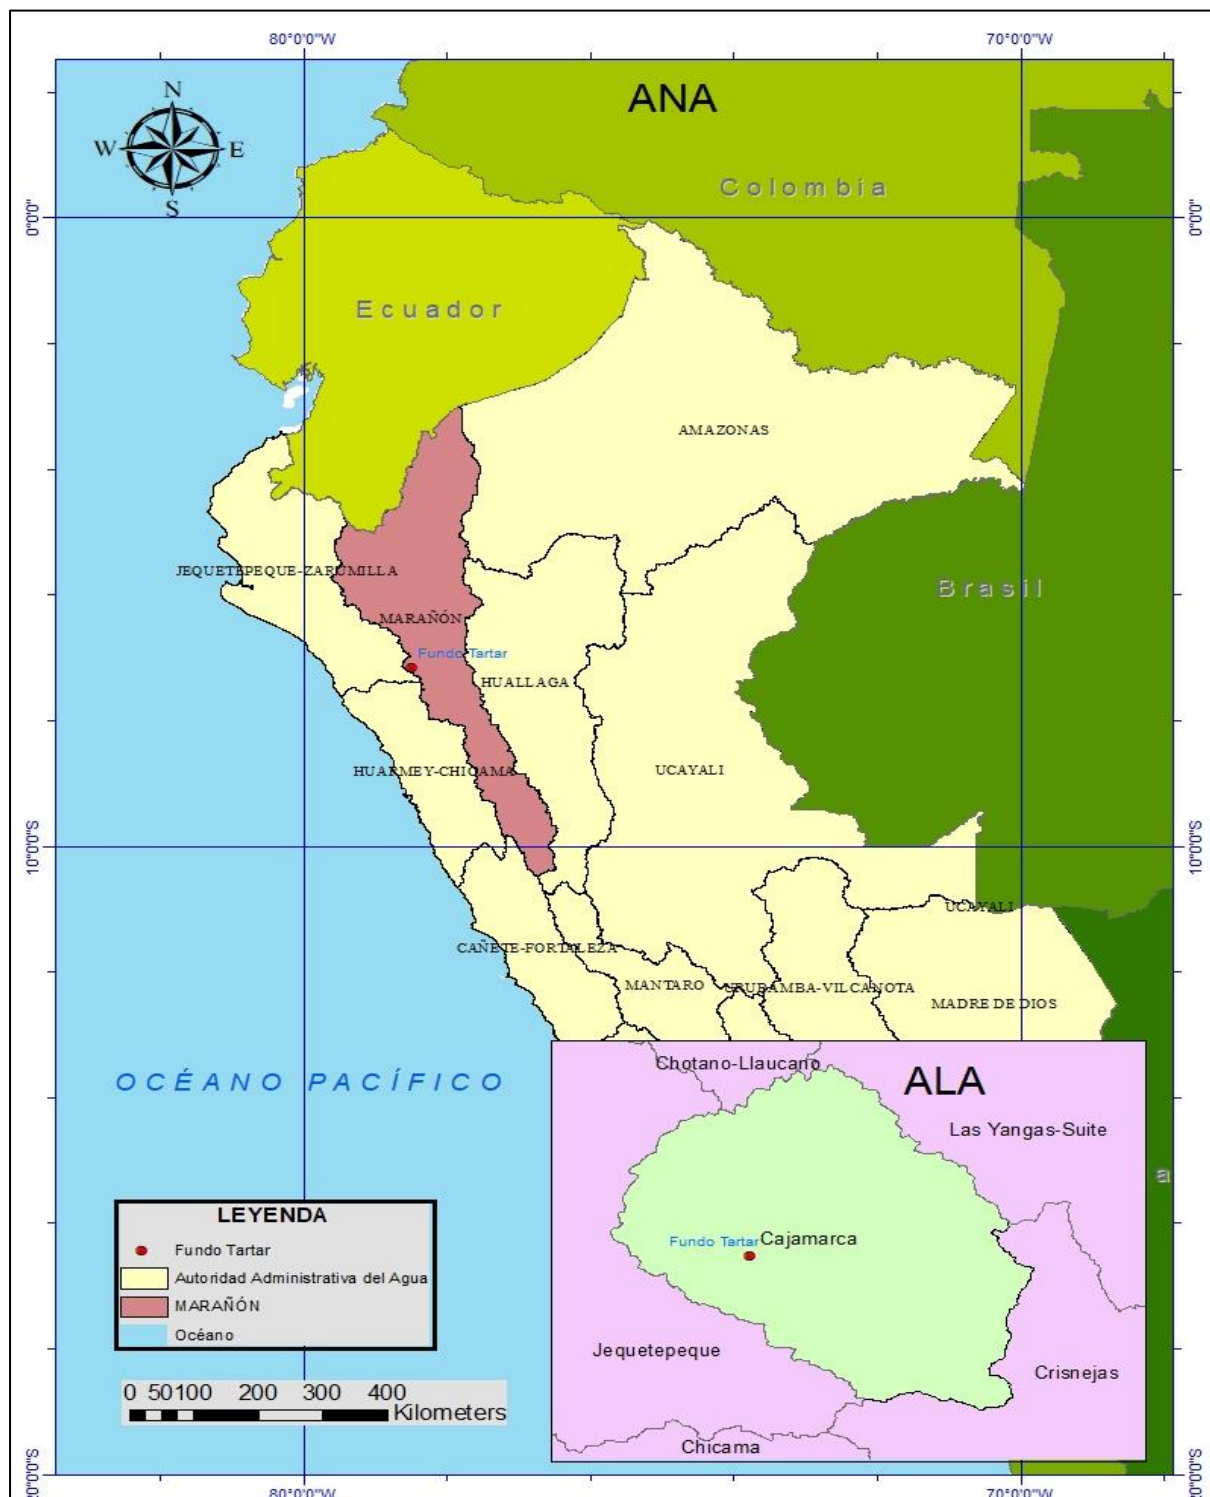 80°0'0"W
70°0'0"W
N
W
E
S
ANA
Colombia
0°0'0"
0°0'0"
Ecuador
AMAZONAS
JEQUETEPEQUE-ZARUMILLA
Brasil
MARAÑÓN
Fundo Tartar
HUALLAGA
HUARMEY-CHICAMA
UCAYALI
10°0'0"S
10°0'0"S
UCAYALI
CAÑETE-FORTALEZA
MANTARO
URUBAMBA-VILCANOTA
MADRE DE DIOS
OCÉANO PACÍFICO
Chotano-Llaucano
ALA
Las Yangas-Suite
a
Fundo Tartar
Cajamarca
Jequetepeque
Crisnejas
Chicama
LEYENDA
Fundo Tartar
Autoridad Administrativa del Agua
MARAÑÓN
Océano
0 50 100 200 300 400
Kilometers
80°0'0"W
70°0'0"W